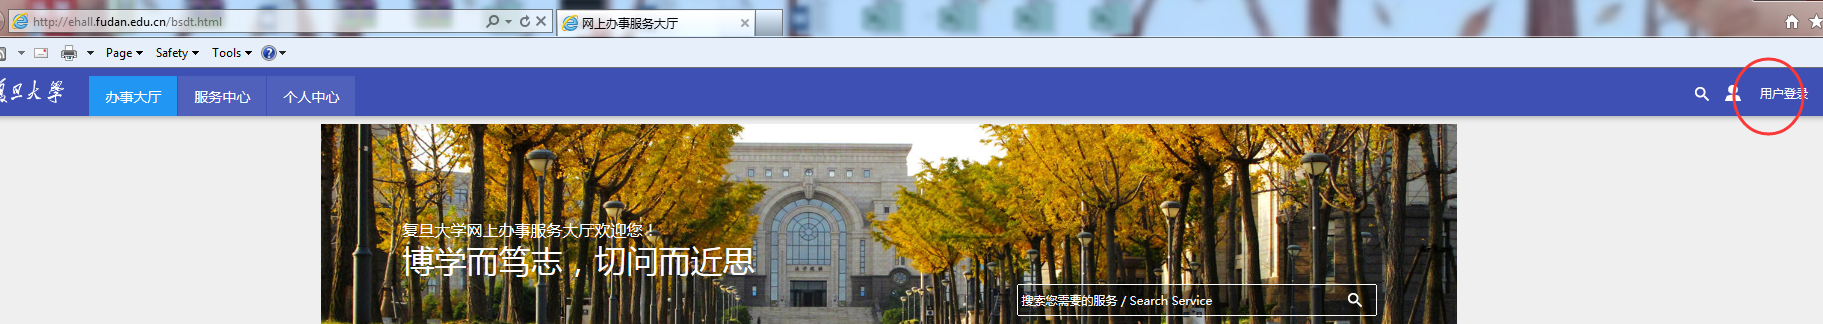 http://ehall.fudan.edu.cn/bsdt.html
网上办事服务大厅
Page
Safety
Tools
复旦大學
办事大厅
服务中心
个人中心
用户登录
复旦大学网上办事服务大厅欢迎您！
博学而笃志，切问而近思
搜索您需要的服务 / Search Service